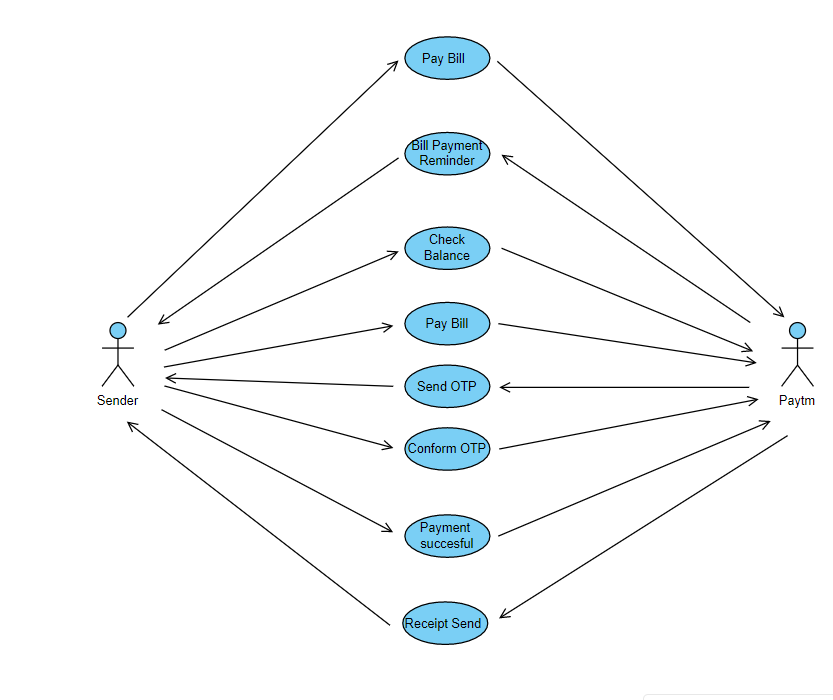 Pay Bill
Bill Payment
Reminder
Check
Balance
Pay Bill
Send OTP
Sender
Paytm
Conform OTP
Payment
succesful
Receipt Send